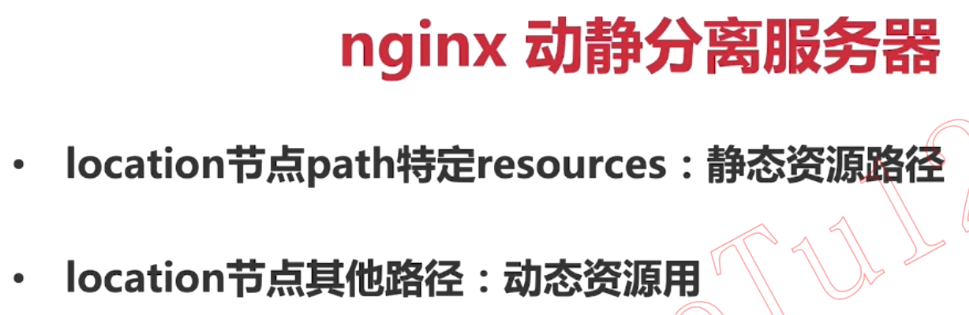 nginx 动静分离服务器
• location节点path特定resources：静态资源路径
• location节点其他路径：动态资源用